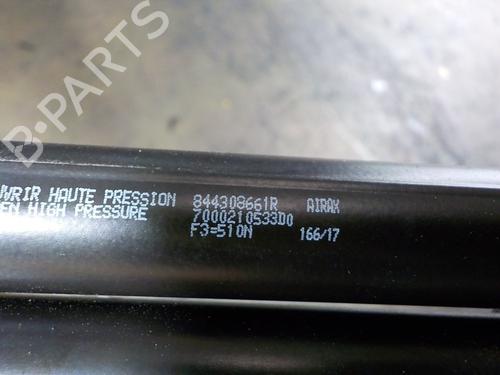 VRIR HAUTE PRESSION 844308661R AIRAX
EN HIGH PRESSURE 7000210533D0
F3=510N 166/17
B-PARTS